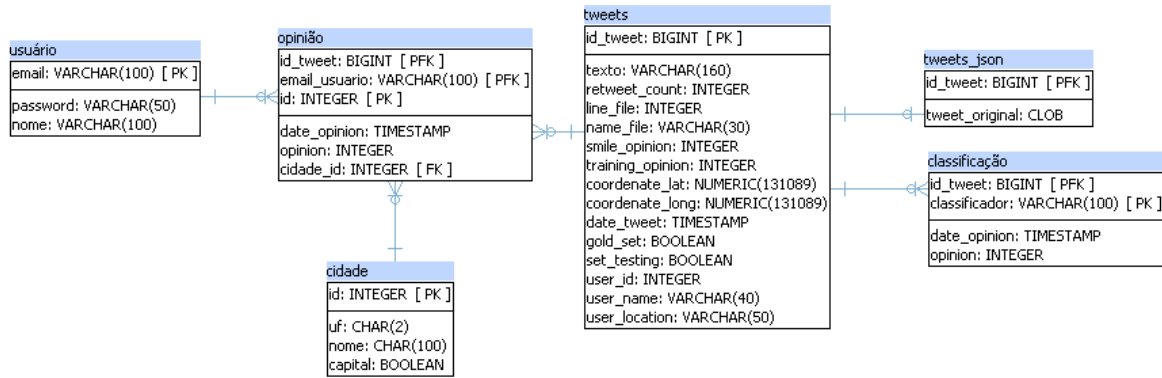 usuário
email: VARCHAR(100) [ PK ]
password: VARCHAR(50)
nome: VARCHAR(100)
opinião
id_tweet: BIGINT [ PFK ]
email_usuario: VARCHAR(100) [ PFK ]
id: INTEGER [ PK ]
date_opinion: TIMESTAMP
opinion: INTEGER
cidade_id: INTEGER [ FK ]
cidade
id: INTEGER [ PK ]
uf: CHAR(2)
nome: CHAR(100)
capital: BOOLEAN
tweets
id_tweet: BIGINT [ PK ]
texto: VARCHAR(160)
retweet_count: INTEGER
line_file: INTEGER
name_file: VARCHAR(30)
smile_opinion: INTEGER
training_opinion: INTEGER
coordenate_lat: NUMERIC(131089)
coordenate_long: NUMERIC(131089)
date_tweet: TIMESTAMP
gold_set: BOOLEAN
set_testing: BOOLEAN
user_id: INTEGER
user_name: VARCHAR(40)
user_location: VARCHAR(50)
tweets_json
id_tweet: BIGINT [ PFK ]
tweet_original: CLOB
classificação
id_tweet: BIGINT [ PFK ]
classificador: VARCHAR(100) [ PK ]
date_opinion: TIMESTAMP
opinion: INTEGER